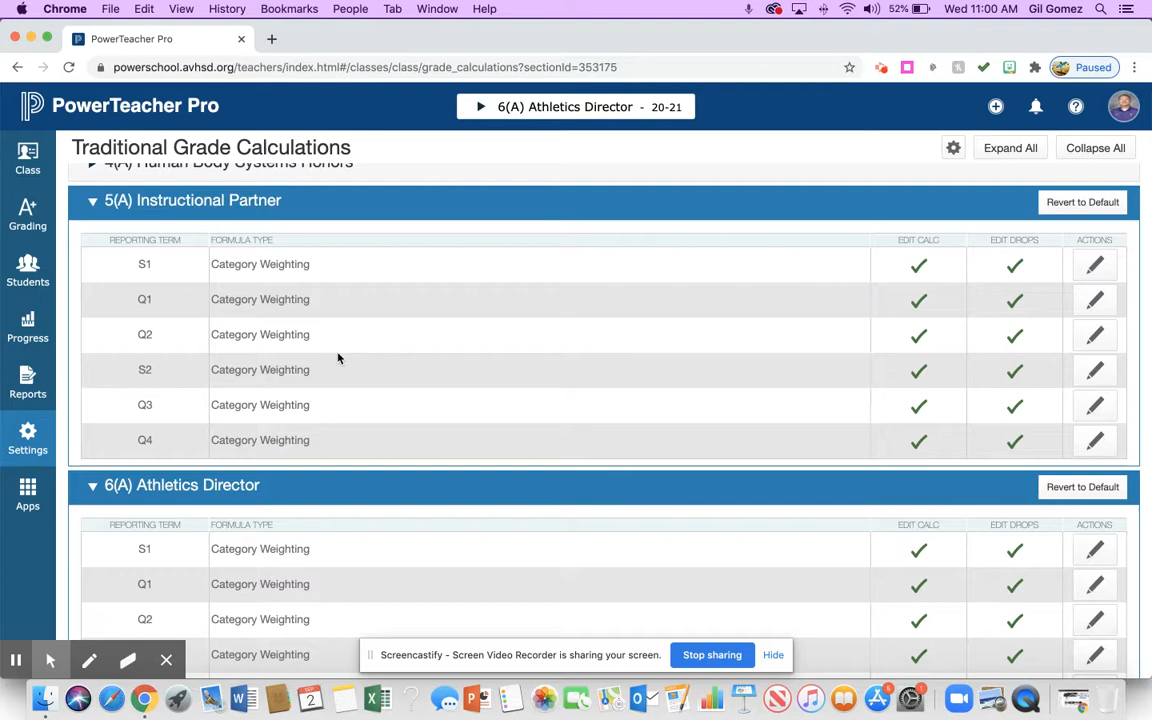 Chrome File Edit View History Bookmarks People Tab Window Help 52% Wed 11:00 AM Gil Gomez
PowerTeacher Pro
powerschool.avhsd.org/teachers/index.html#/classes/class/grade_calculations?sectionId=353175 Paused
PowerTeacher Pro 6(A) Athletics Director - 20-21
Traditional Grade Calculations Expand All Collapse All
4(A) Human Body Systems Honors
5(A) Instructional Partner Revert to Default
REPORTING TERM FORMULA TYPE EDIT CALC EDIT DROPS ACTIONS
S1 Category Weighting
Q1 Category Weighting
Q2 Category Weighting
S2 Category Weighting
Q3 Category Weighting
Q4 Category Weighting
6(A) Athletics Director Revert to Default
REPORTING TERM FORMULA TYPE EDIT CALC EDIT DROPS ACTIONS
S1 Category Weighting
Q1 Category Weighting
Q2 Category Weighting
Category Weighting
Class
Grading
Students
Progress
Reports
Settings
Apps
Screencastify - Screen Video Recorder is sharing your screen. Stop sharing Hide